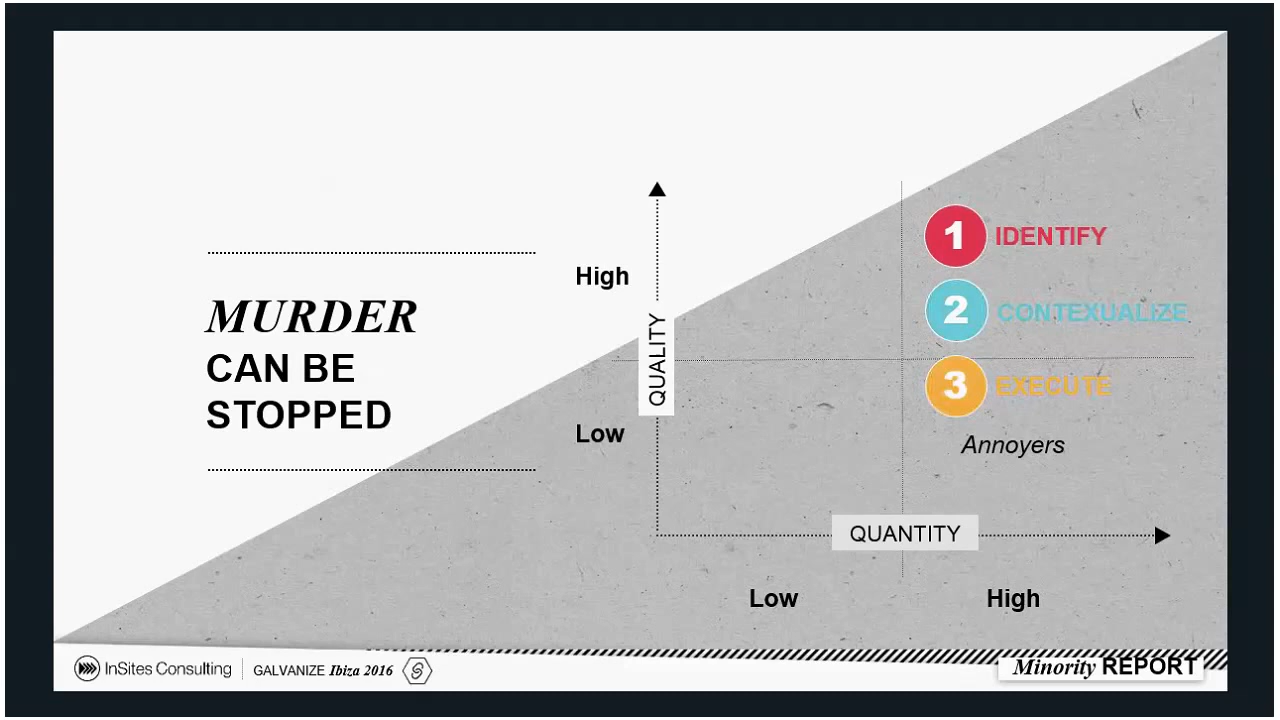 MURDER
CAN BE
STOPPED
High
QUALITY
Low
1 IDENTIFY
2 CONTEXUALIZE
3 EXECUTE
Annoyers
QUANTITY
Low High
InSites Consulting GALVANIZE Ibiza 2016
Minority REPORT